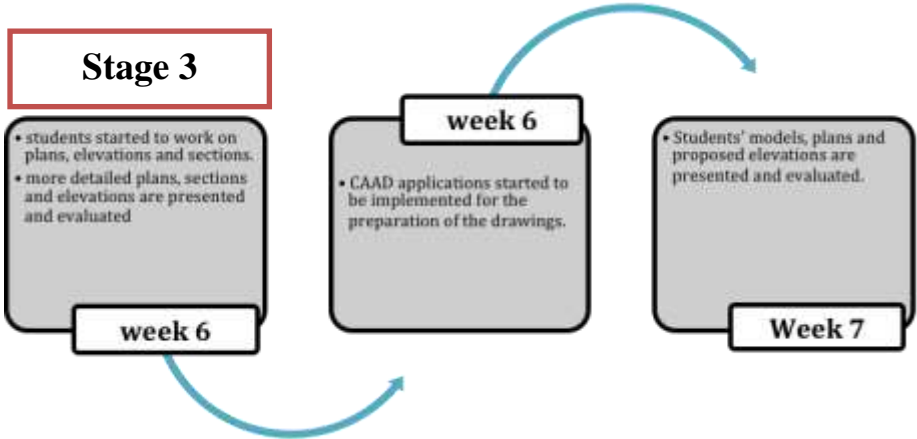 Stage 3
• students started to work on
plans, elevations and sections.
• more detailed plans, sections
and elevations are presented
and evaluated
week 6
week 6
• CAAD applications started to
be implemented for the
preparation of the drawings.
• Students' models, plans and
proposed elevations are
presented and evaluated.
Week 7